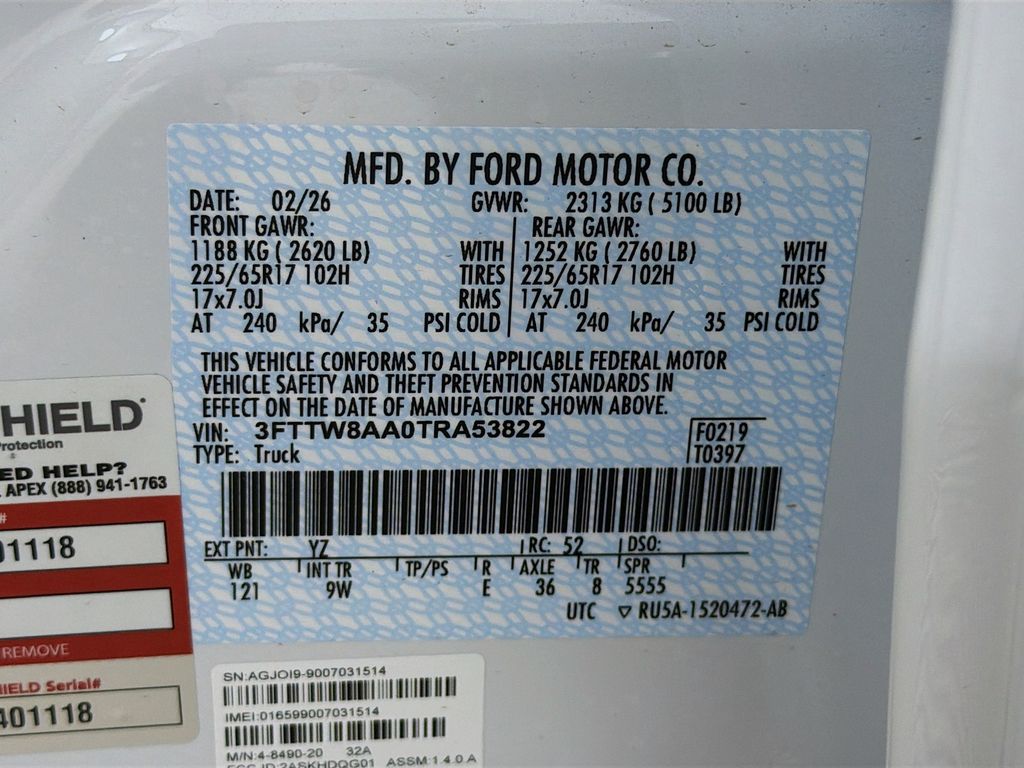 MFD. BY FORD MOTOR CO.
DATE: 02/26 GVWR: 2313 KG ( 5100 LB)
FRONT GAWR: REAR GAWR:
1188 KG ( 2620 LB) WITH 1252 KG ( 2760 LB) WITH
225/65R17 102H TIRES 225/65R17 102H TIRES
17x7.0J RIMS 17x7.0J RIMS
AT 240 kPa/ 35 PSI COLD AT 240 kPa/ 35 PSI COLD
THIS VEHICLE CONFORMS TO ALL APPLICABLE FEDERAL MOTOR
VEHICLE SAFETY AND THEFT PREVENTION STANDARDS IN
EFFECT ON THE DATE OF MANUFACTURE SHOWN ABOVE.
VIN: 3FTTW8AA0TRA53822 F0219
TYPE: Truck T0397
EXT PNT: YZ RC: 52 DSO:
WB INT TR TP/PS R AXLE TR SPR
121 9W E 36 8 5555
UTC ▽ RU5A-1520472-AB
HIELD
Protection
ED HELP?
APEX (888) 941-1763
#
01118
REMOVE
IELD Serial#
401118
SN:AGJOI9-9007031514
IMEI:016599007031514
M/N:4-8490-20 32A
ASSM:1.4.0.A